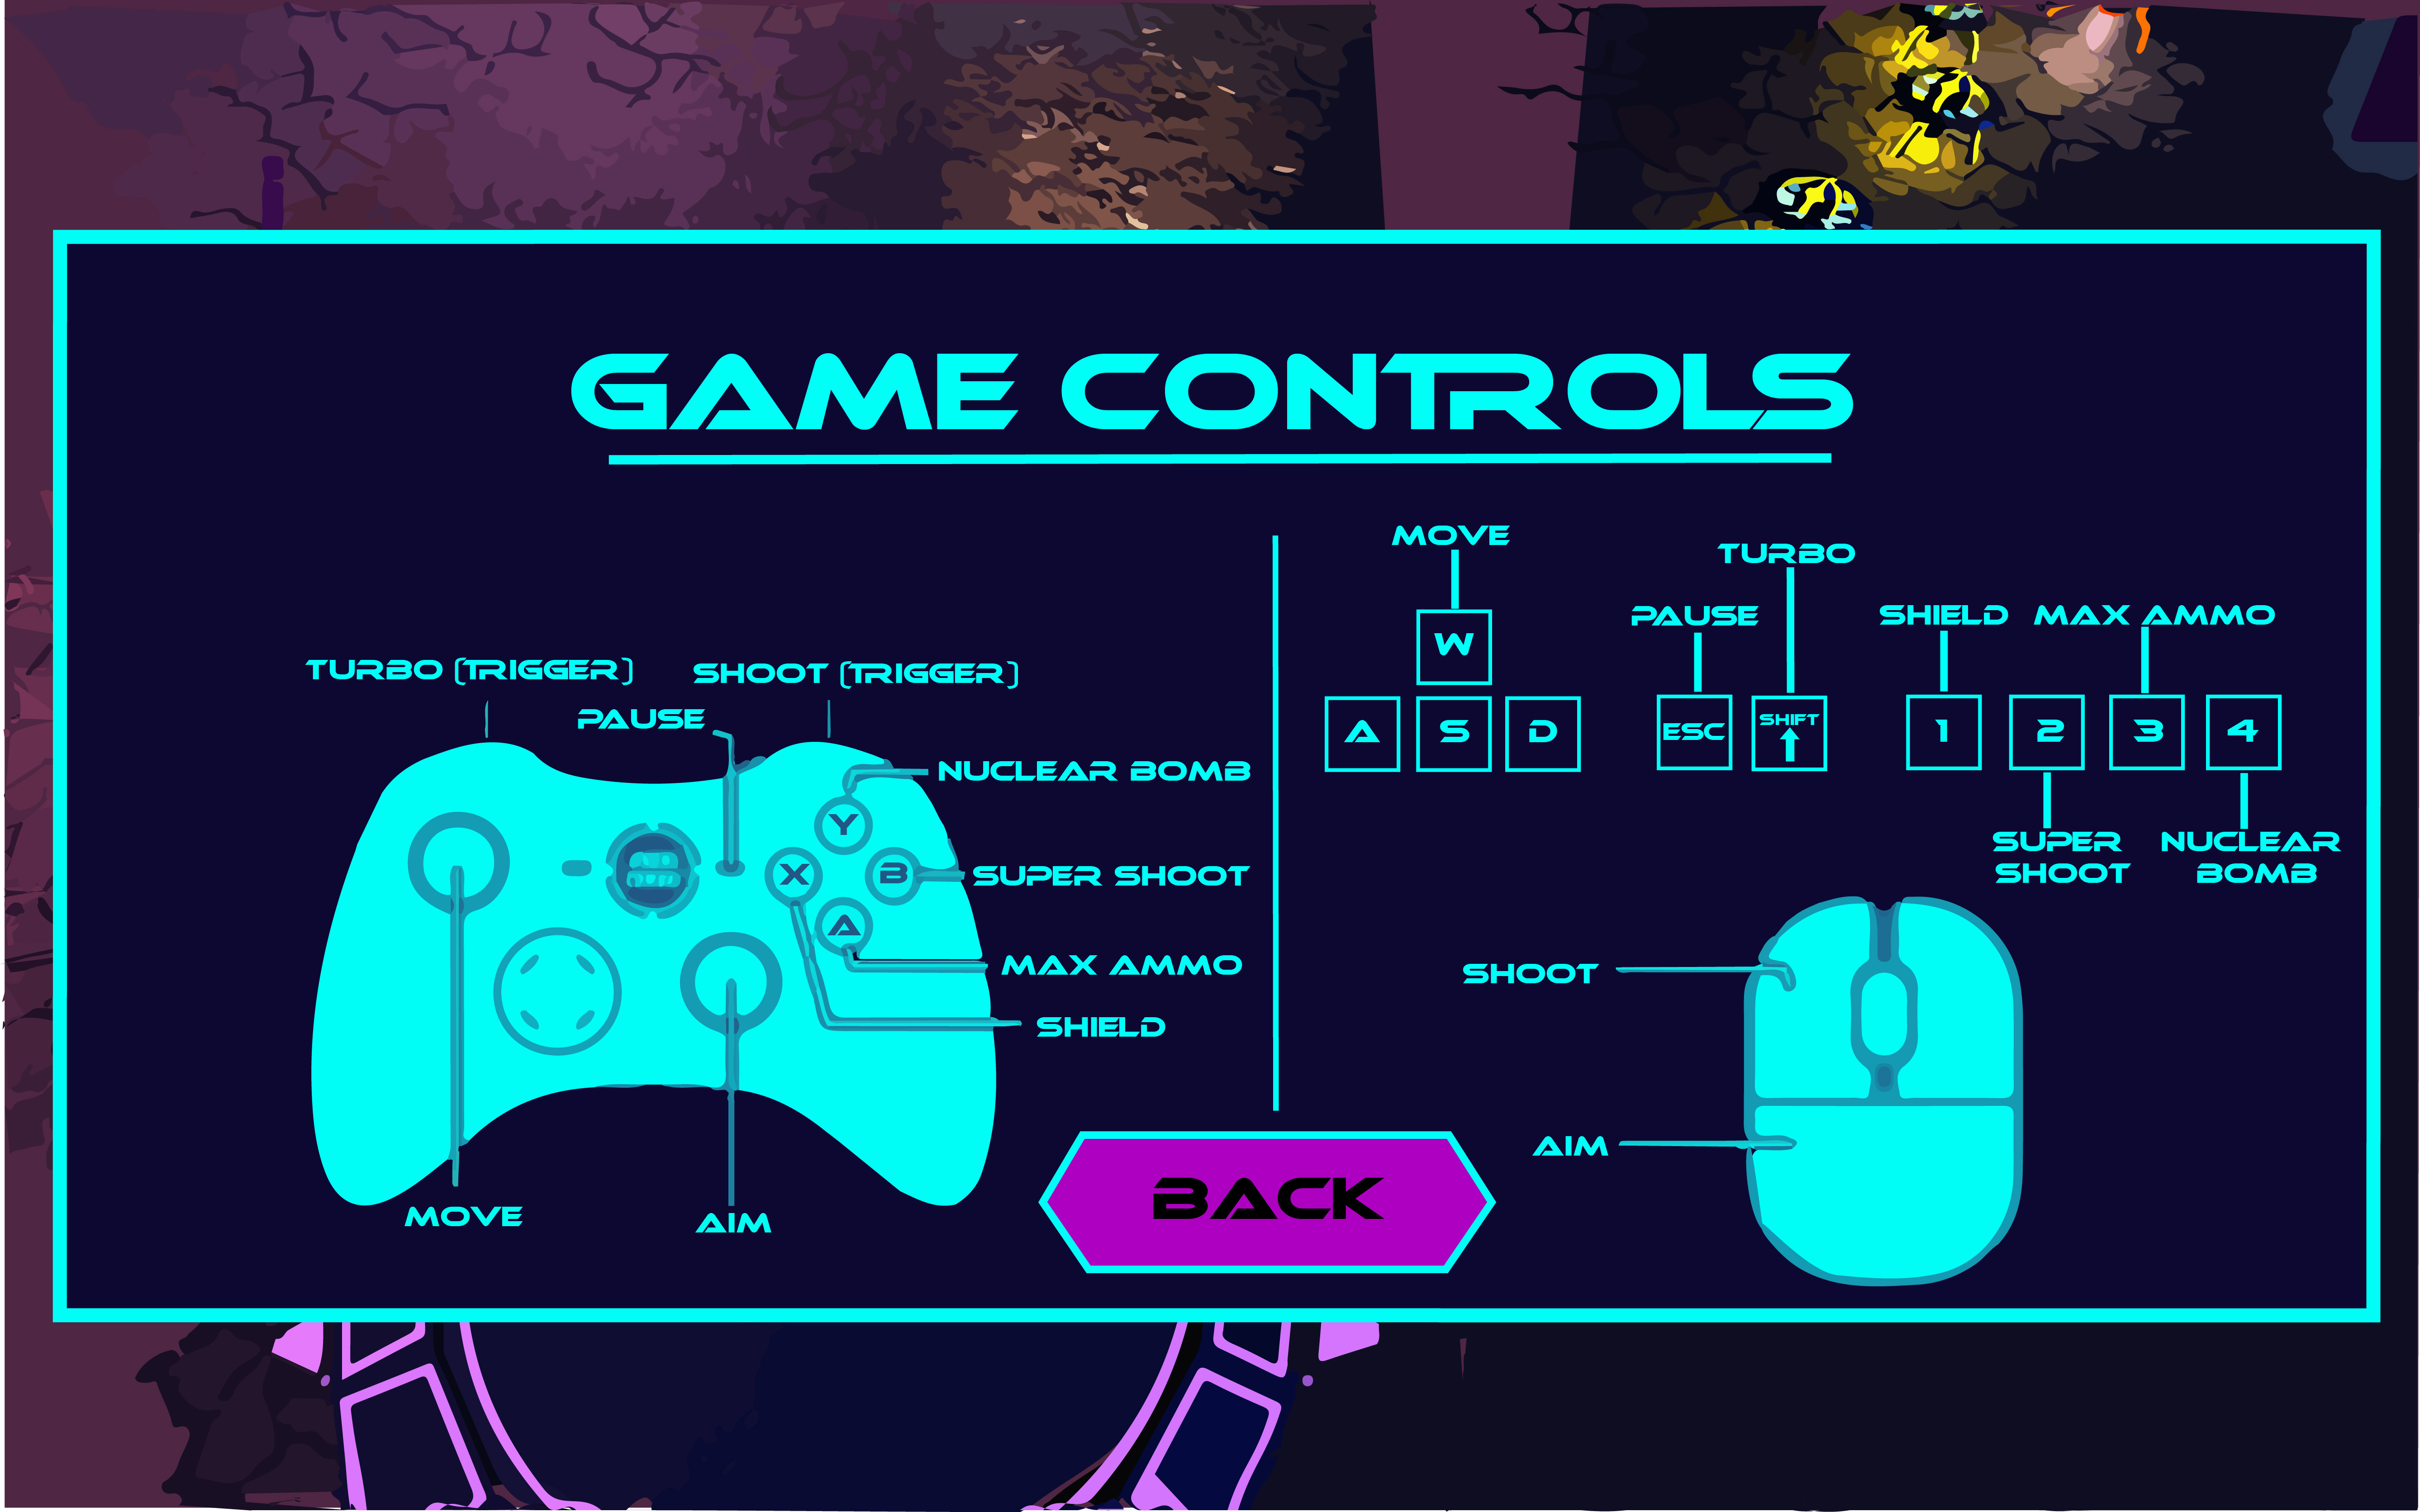 GAME CONTROLS
TURBO (TRIGGER)
SHOOT (TRIGGER)
PAUSE
NUCLEAR BOMB
Y
X
B
SUPER SHOOT
A
MAX AMMO
SHIELD
MOVE
AIM
MOVE
TURBO
PAUSE
SHIELD
MAX AMMO
W
A
S
D
ESC
SHIFT
1
2
3
4
SUPER
SHOOT
NUCLEAR
BOMB
SHOOT
AIM
BACK